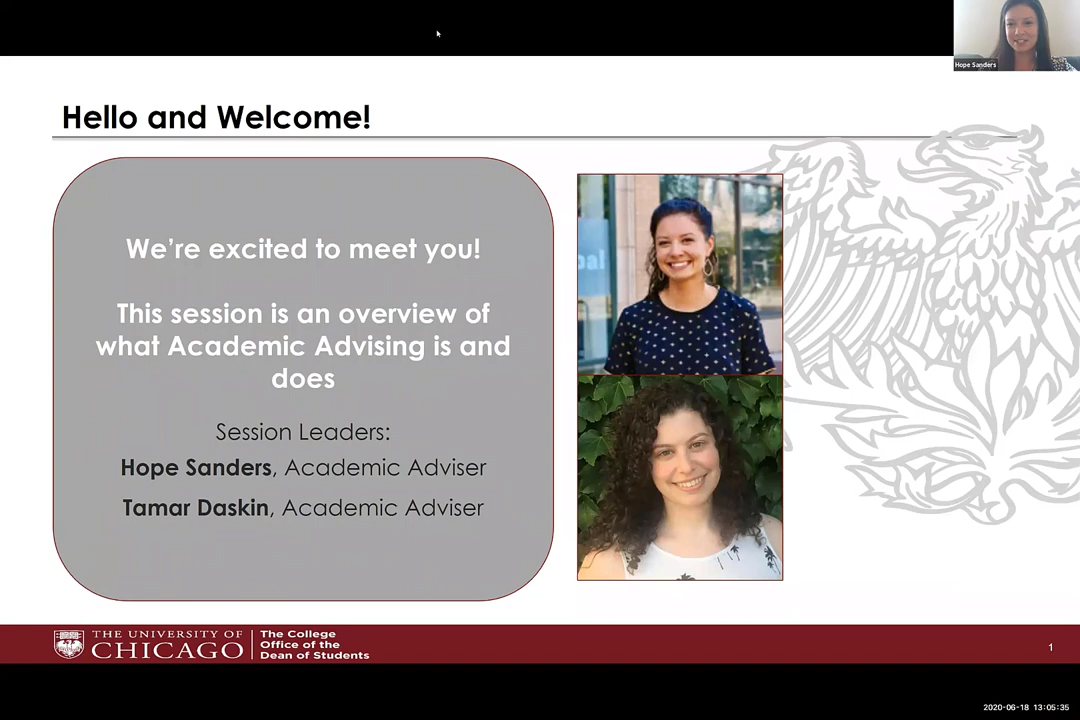 Hope Sanders
Hello and Welcome!
We're excited to meet you!
This session is an overview of
what Academic Advising is and
does
Session Leaders:
Hope Sanders, Academic Adviser
Tamar Daskin, Academic Adviser
THE UNIVERSITY OF
CHICAGO
The College
Office of the
Dean of Students
1
2020-06-18 13:05:35